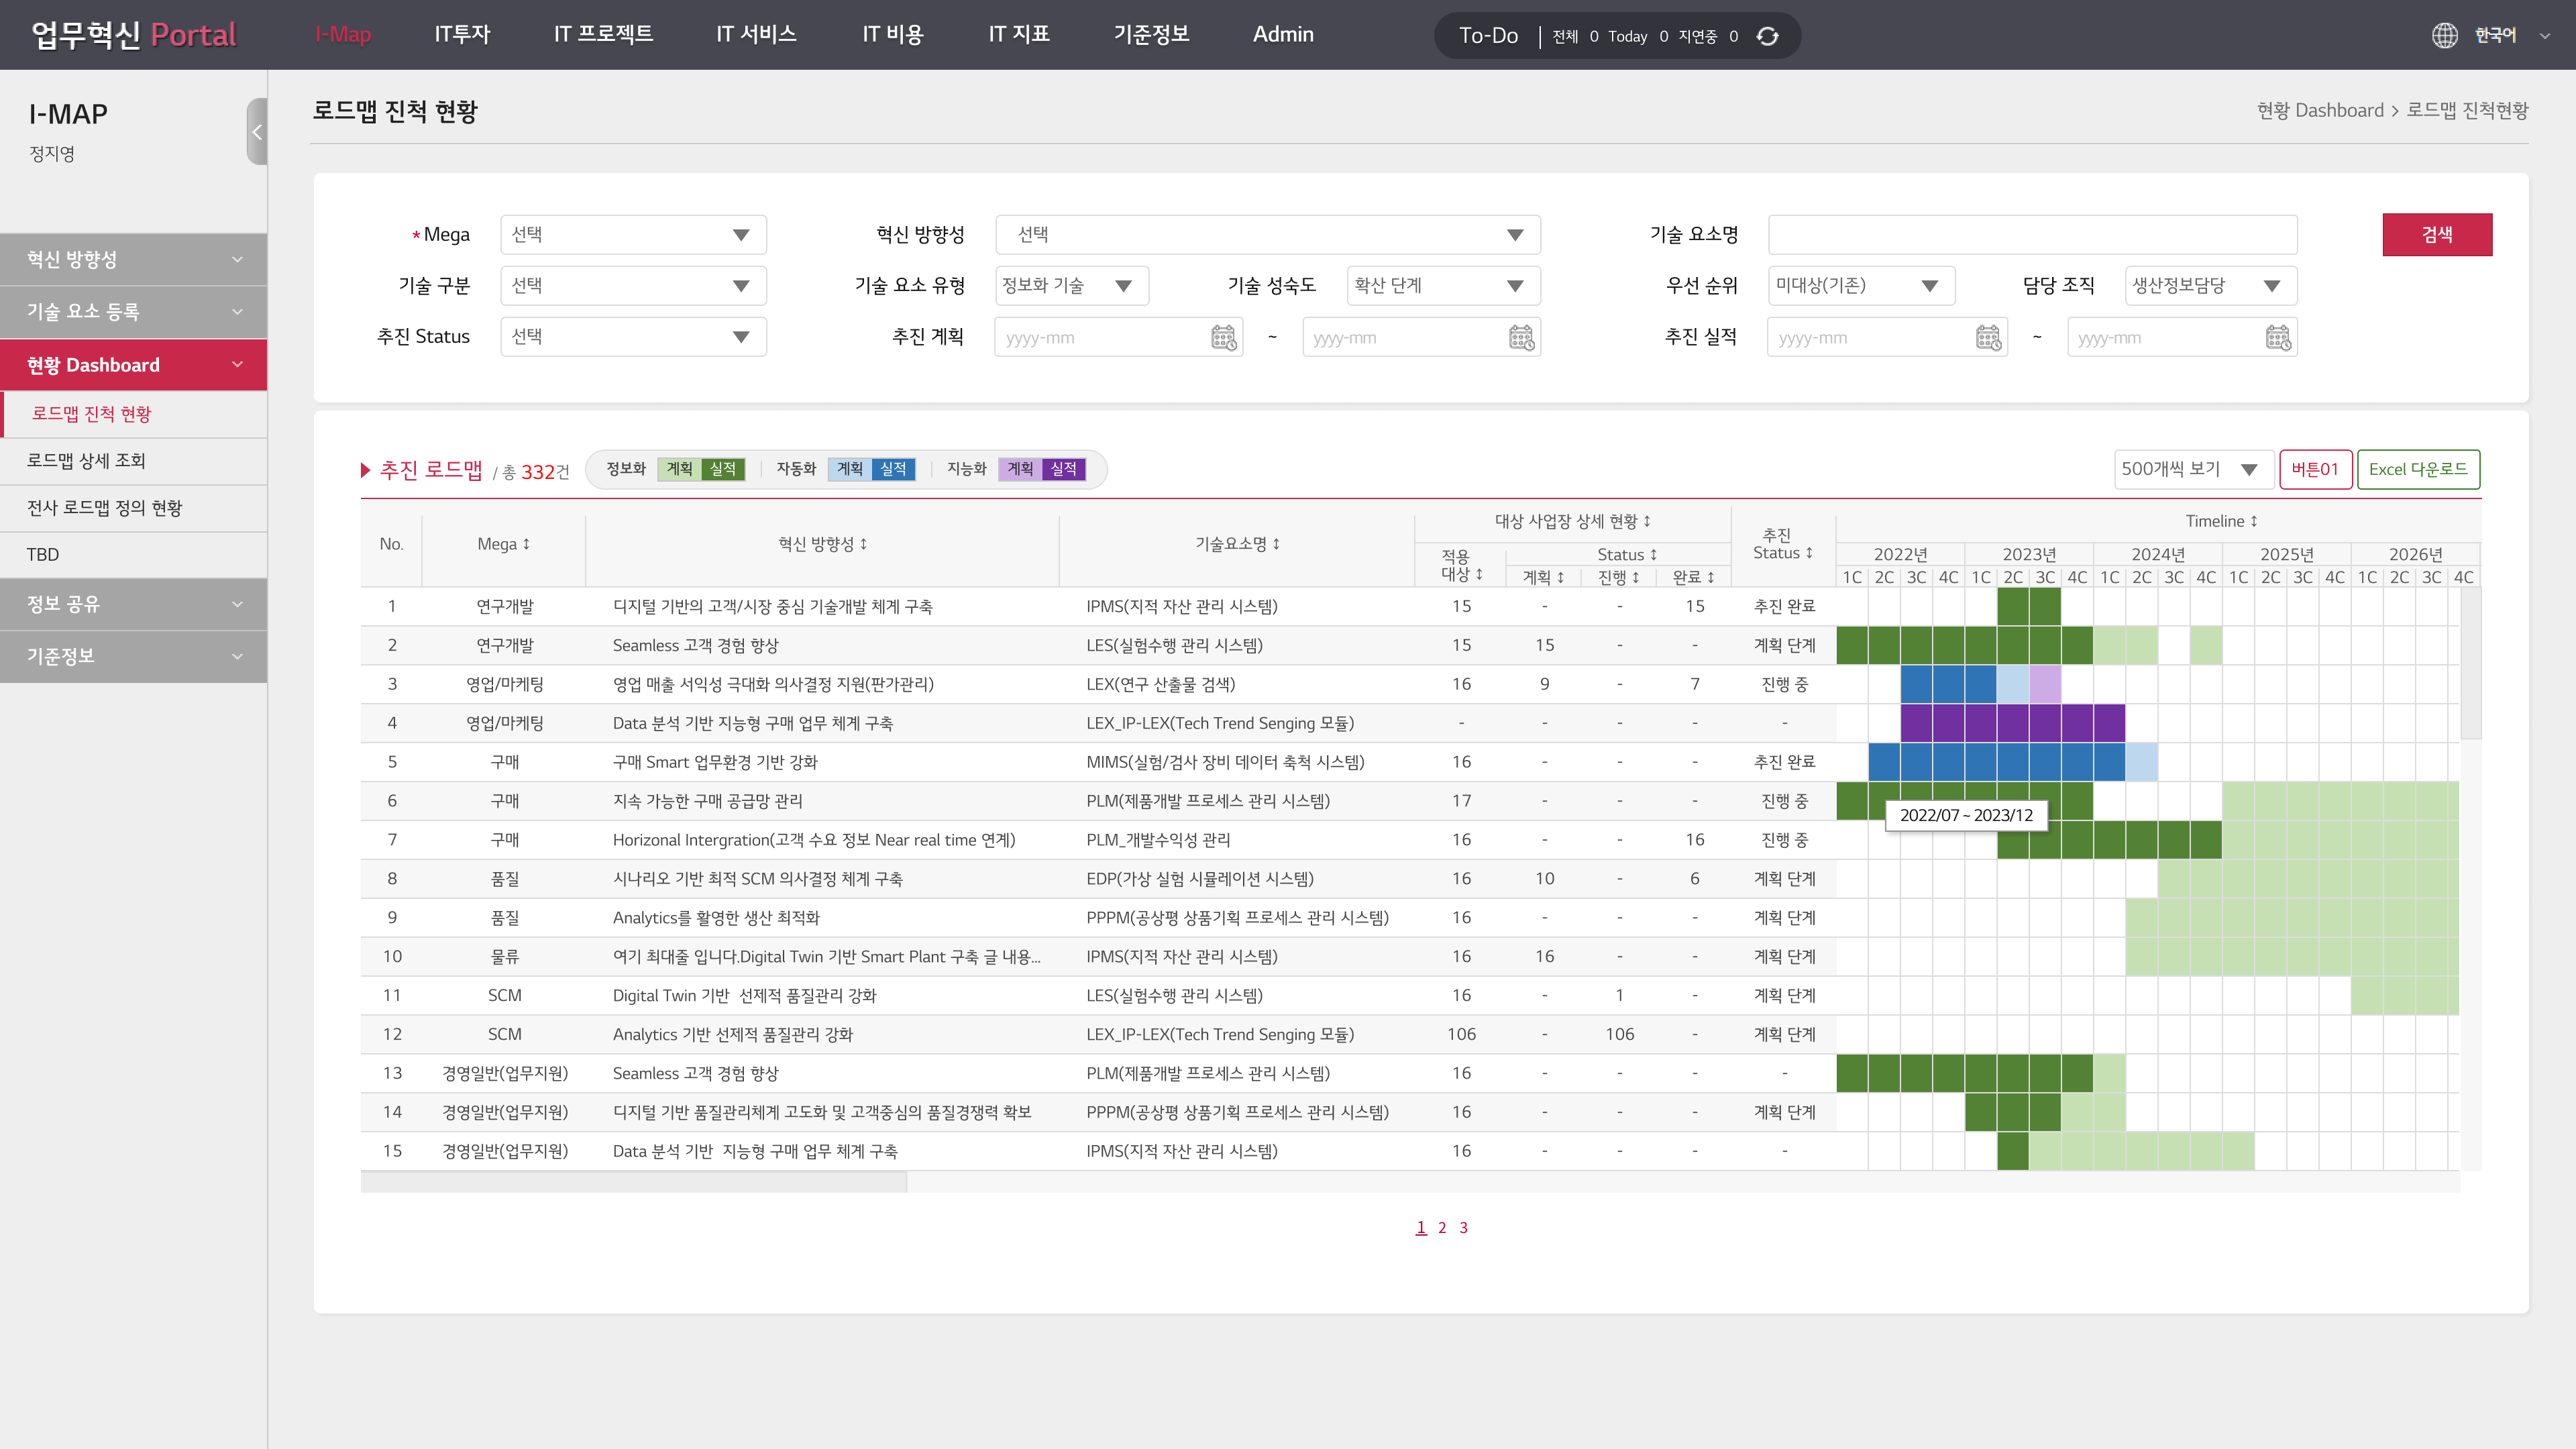 업무혁신 Portal
I-Map IT투자 IT 프로젝트 IT 서비스 IT 비용 IT 지표 기준정보 Admin
To-Do 전체 0 Today 0 지연중 0
한국어
I-MAP
정지영
혁신 방향성
기술 요소 등록
현황 Dashboard
로드맵 진척 현황
로드맵 상세 조회
전사 로드맵 정의 현황
TBD
정보 공유
기준정보
로드맵 진척 현황
현황 Dashboard > 로드맵 진척현황
*Mega 선택 혁신 방향성 선택 기술 요소명 검색
기술 구분 선택 기술 요소 유형 정보화 기술 기술 성숙도 확산 단계 우선 순위 미대상(기존) 담당 조직 생산정보담당
추진 Status 선택 추진 계획 yyyy-mm ~ yyyy-mm 추진 실적 yyyy-mm ~ yyyy-mm
추진 로드맵 / 총 332건 정보화 계획 실적 자동화 계획 실적 지능화 계획 실적 500개씩 보기 버튼01 Excel 다운로드
No. Mega 혁신 방향성 기술요소명 대상 사업장 상세 현황 추진 Status Timeline
적용 대상 Status 2022년 2023년 2024년 2025년 2026년
계획 진행 완료 1C 2C 3C 4C 1C 2C 3C 4C 1C 2C 3C 4C 1C 2C 3C 4C 1C 2C 3C 4C
1 연구개발 디지털 기반의 고객/시장 중심 기술개발 체계 구축 IPMS(지적 자산 관리 시스템) 15 - - 15 추진 완료
2 연구개발 Seamless 고객 경험 향상 LES(실험수행 관리 시스템) 15 15 - - 계획 단계
3 영업/마케팅 영업 매출 서익성 극대화 의사결정 지원(판가관리) LEX(연구 산출물 검색) 16 9 - 7 진행 중
4 영업/마케팅 Data 분석 기반 지능형 구매 업무 체계 구축 LEX_IP-LEX(Tech Trend Senging 모듈) - - - - -
5 구매 구매 Smart 업무환경 기반 강화 MIMS(실험/검사 장비 데이터 축척 시스템) 16 - - - 추진 완료
6 구매 지속 가능한 구매 공급망 관리 PLM(제품개발 프로세스 관리 시스템) 17 - - - 진행 중
2022/07 ~ 2023/12
7 구매 Horizonal Intergration(고객 수요 정보 Near real time 연계) PLM_개발수익성 관리 16 - - 16 진행 중
8 품질 시나리오 기반 최적 SCM 의사결정 체계 구축 EDP(가상 실험 시뮬레이션 시스템) 16 10 - 6 계획 단계
9 품질 Analytics를 활영한 생산 최적화 PPPM(공상평 상품기획 프로세스 관리 시스템) 16 - - - 계획 단계
10 물류 여기 최대줄 입니다.Digital Twin 기반 Smart Plant 구축 글 내용... IPMS(지적 자산 관리 시스템) 16 16 - - 계획 단계
11 SCM Digital Twin 기반 선제적 품질관리 강화 LES(실험수행 관리 시스템) 16 - 1 - 계획 단계
12 SCM Analytics 기반 선제적 품질관리 강화 LEX_IP-LEX(Tech Trend Senging 모듈) 106 - 106 - 계획 단계
13 경영일반(업무지원) Seamless 고객 경험 향상 PLM(제품개발 프로세스 관리 시스템) 16 - - - -
14 경영일반(업무지원) 디지털 기반 품질관리체계 고도화 및 고객중심의 품질경쟁력 확보 PPPM(공상평 상품기획 프로세스 관리 시스템) 16 - - - 계획 단계
15 경영일반(업무지원) Data 분석 기반 지능형 구매 업무 체계 구축 IPMS(지적 자산 관리 시스템) 16 - - - -
1 2 3